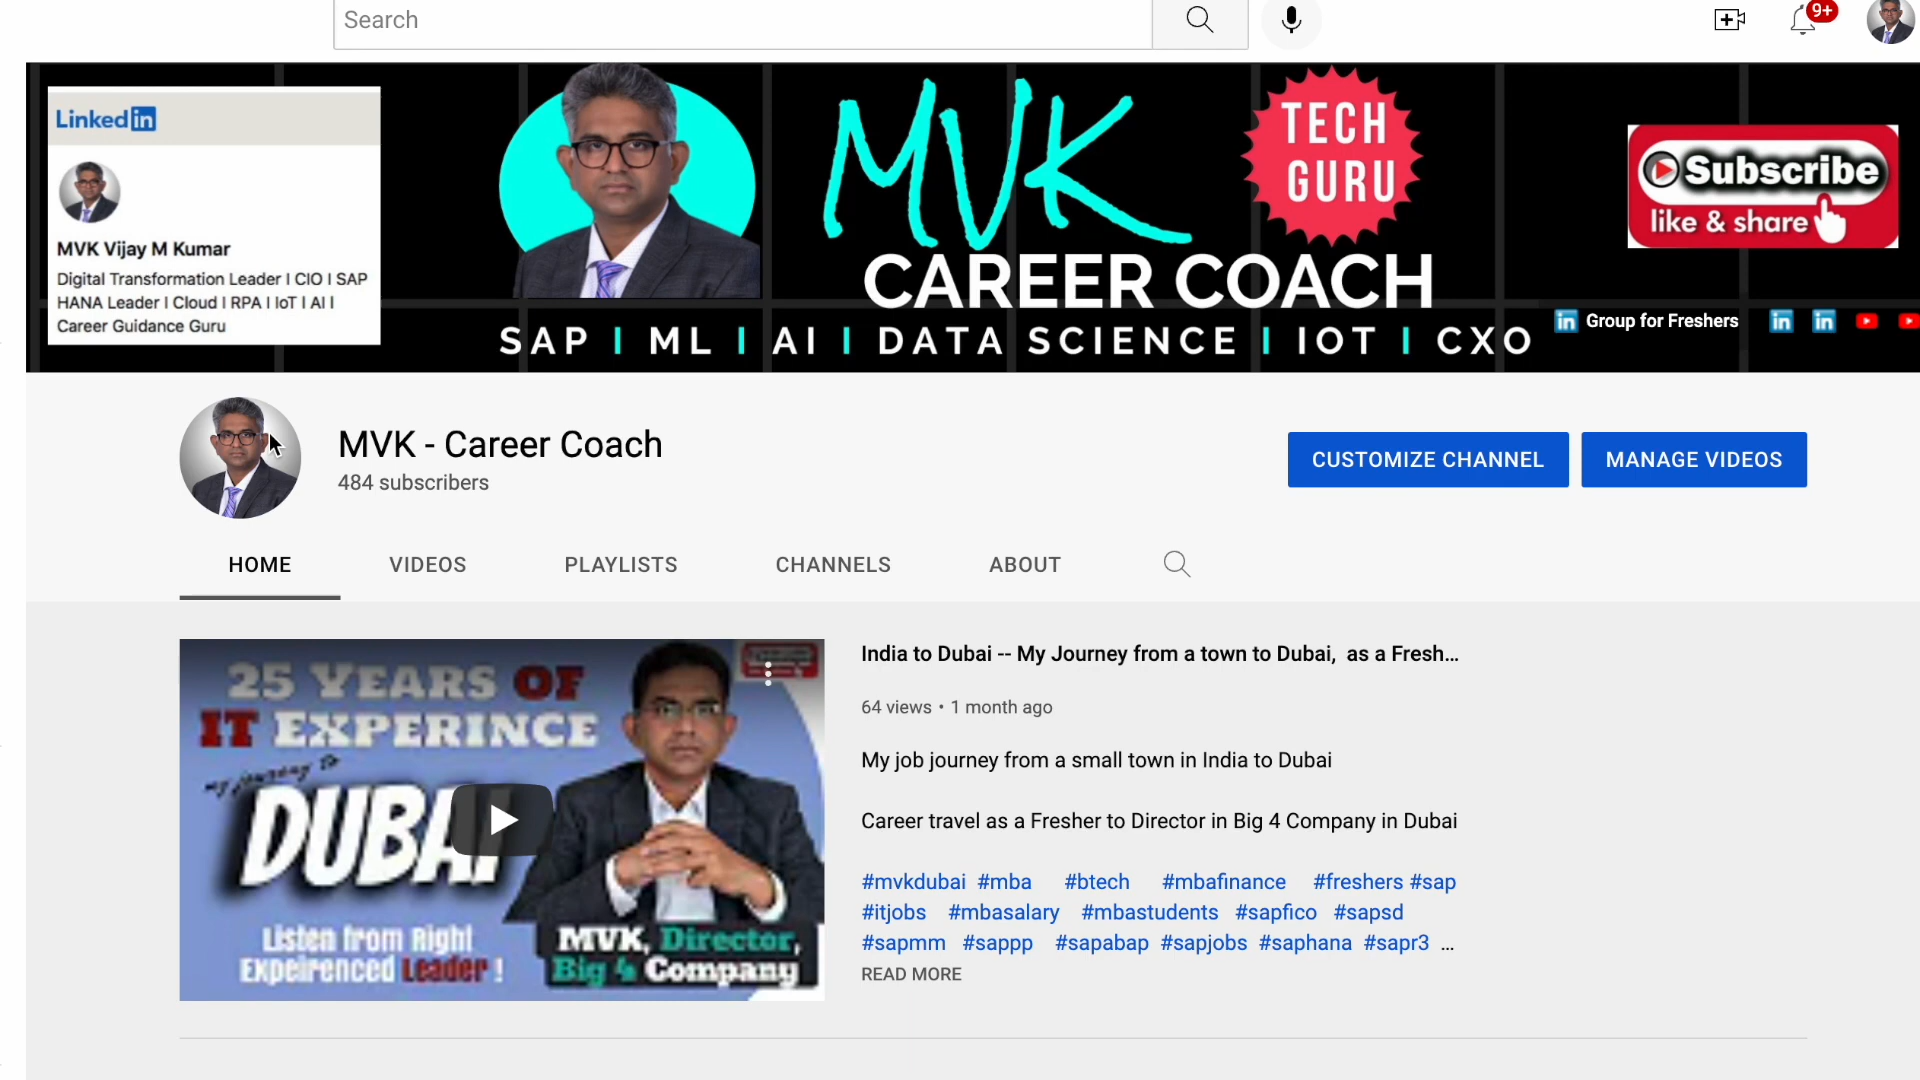 Search
9+
Linked in
MVK Vijay M Kumar
Digital Transformation Leader I CIO I SAP
HANA Leader I Cloud I RPA I IoT I AI I
Career Guidance Guru
MVK
TECH
GURU
CAREER COACH
SAP I ML I AI I DATA SCIENCE I IOT I CXO
Subscribe
like & share
in Group for Freshers in in
MVK - Career Coach
484 subscribers
CUSTOMIZE CHANNEL MANAGE VIDEOS
HOME VIDEOS PLAYLISTS CHANNELS ABOUT
25 YEARS OF
IT EXPERINCE
my journey to
DUBAI
Listen from Right
Expeirenced Leader !
MVK, Director,
Big 4 Company
India to Dubai -- My Journey from a town to Dubai, as a Fresh...
64 views • 1 month ago
My job journey from a small town in India to Dubai
Career travel as a Fresher to Director in Big 4 Company in Dubai
#mvkdubai #mba #btech #mbafinance #freshers #sap
#itjobs #mbasalary #mbastudents #sapfico #sapsd
#sapmm #sappp #sapabap #sapjobs #saphana #sapr3 ...
READ MORE